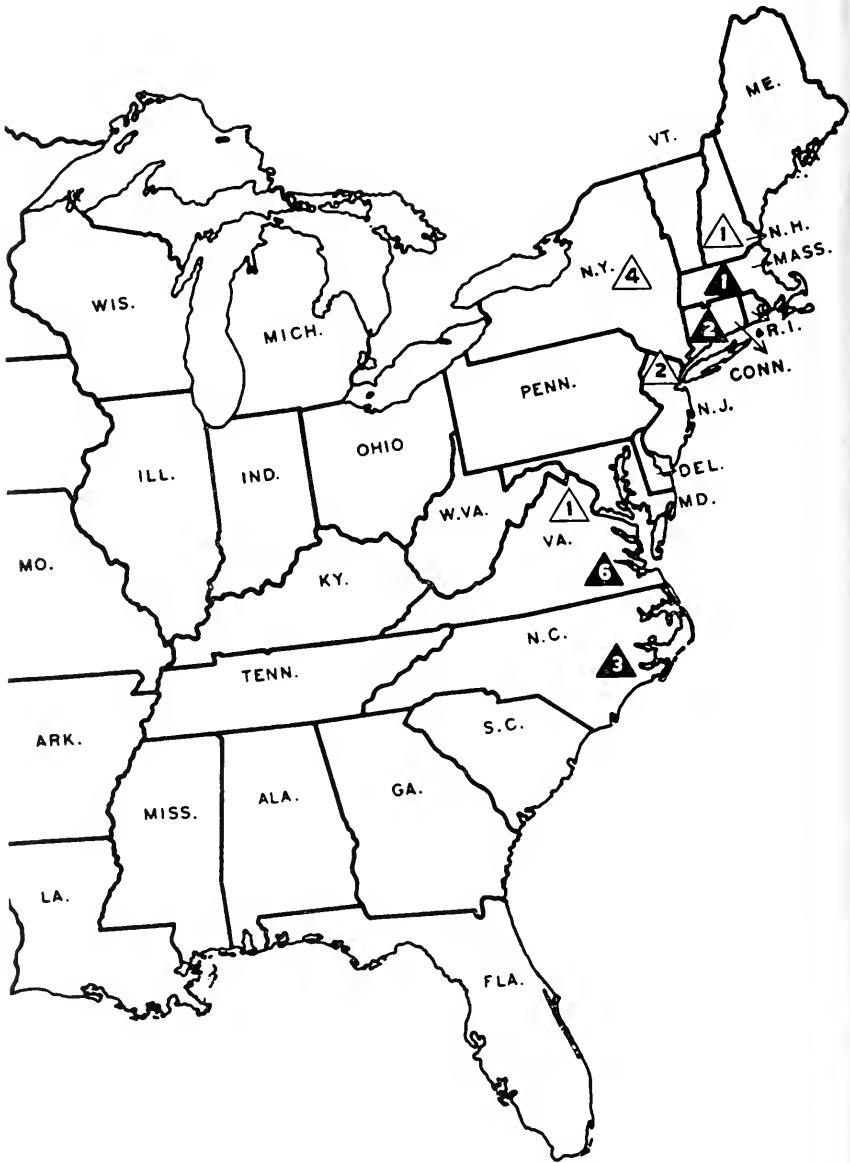 ME.
VT.
N.H.
1
MASS.
N.Y.
4
1
WIS.
MICH.
2
R.I.
CONN.
2
PENN.
N.J.
OHIO
ILL.
IND.
DEL.
MD.
W.VA.
1
VA.
MO.
KY.
6
N.C.
3
TENN.
S.C.
ARK.
GA.
ALA.
MISS.
LA.
FLA.